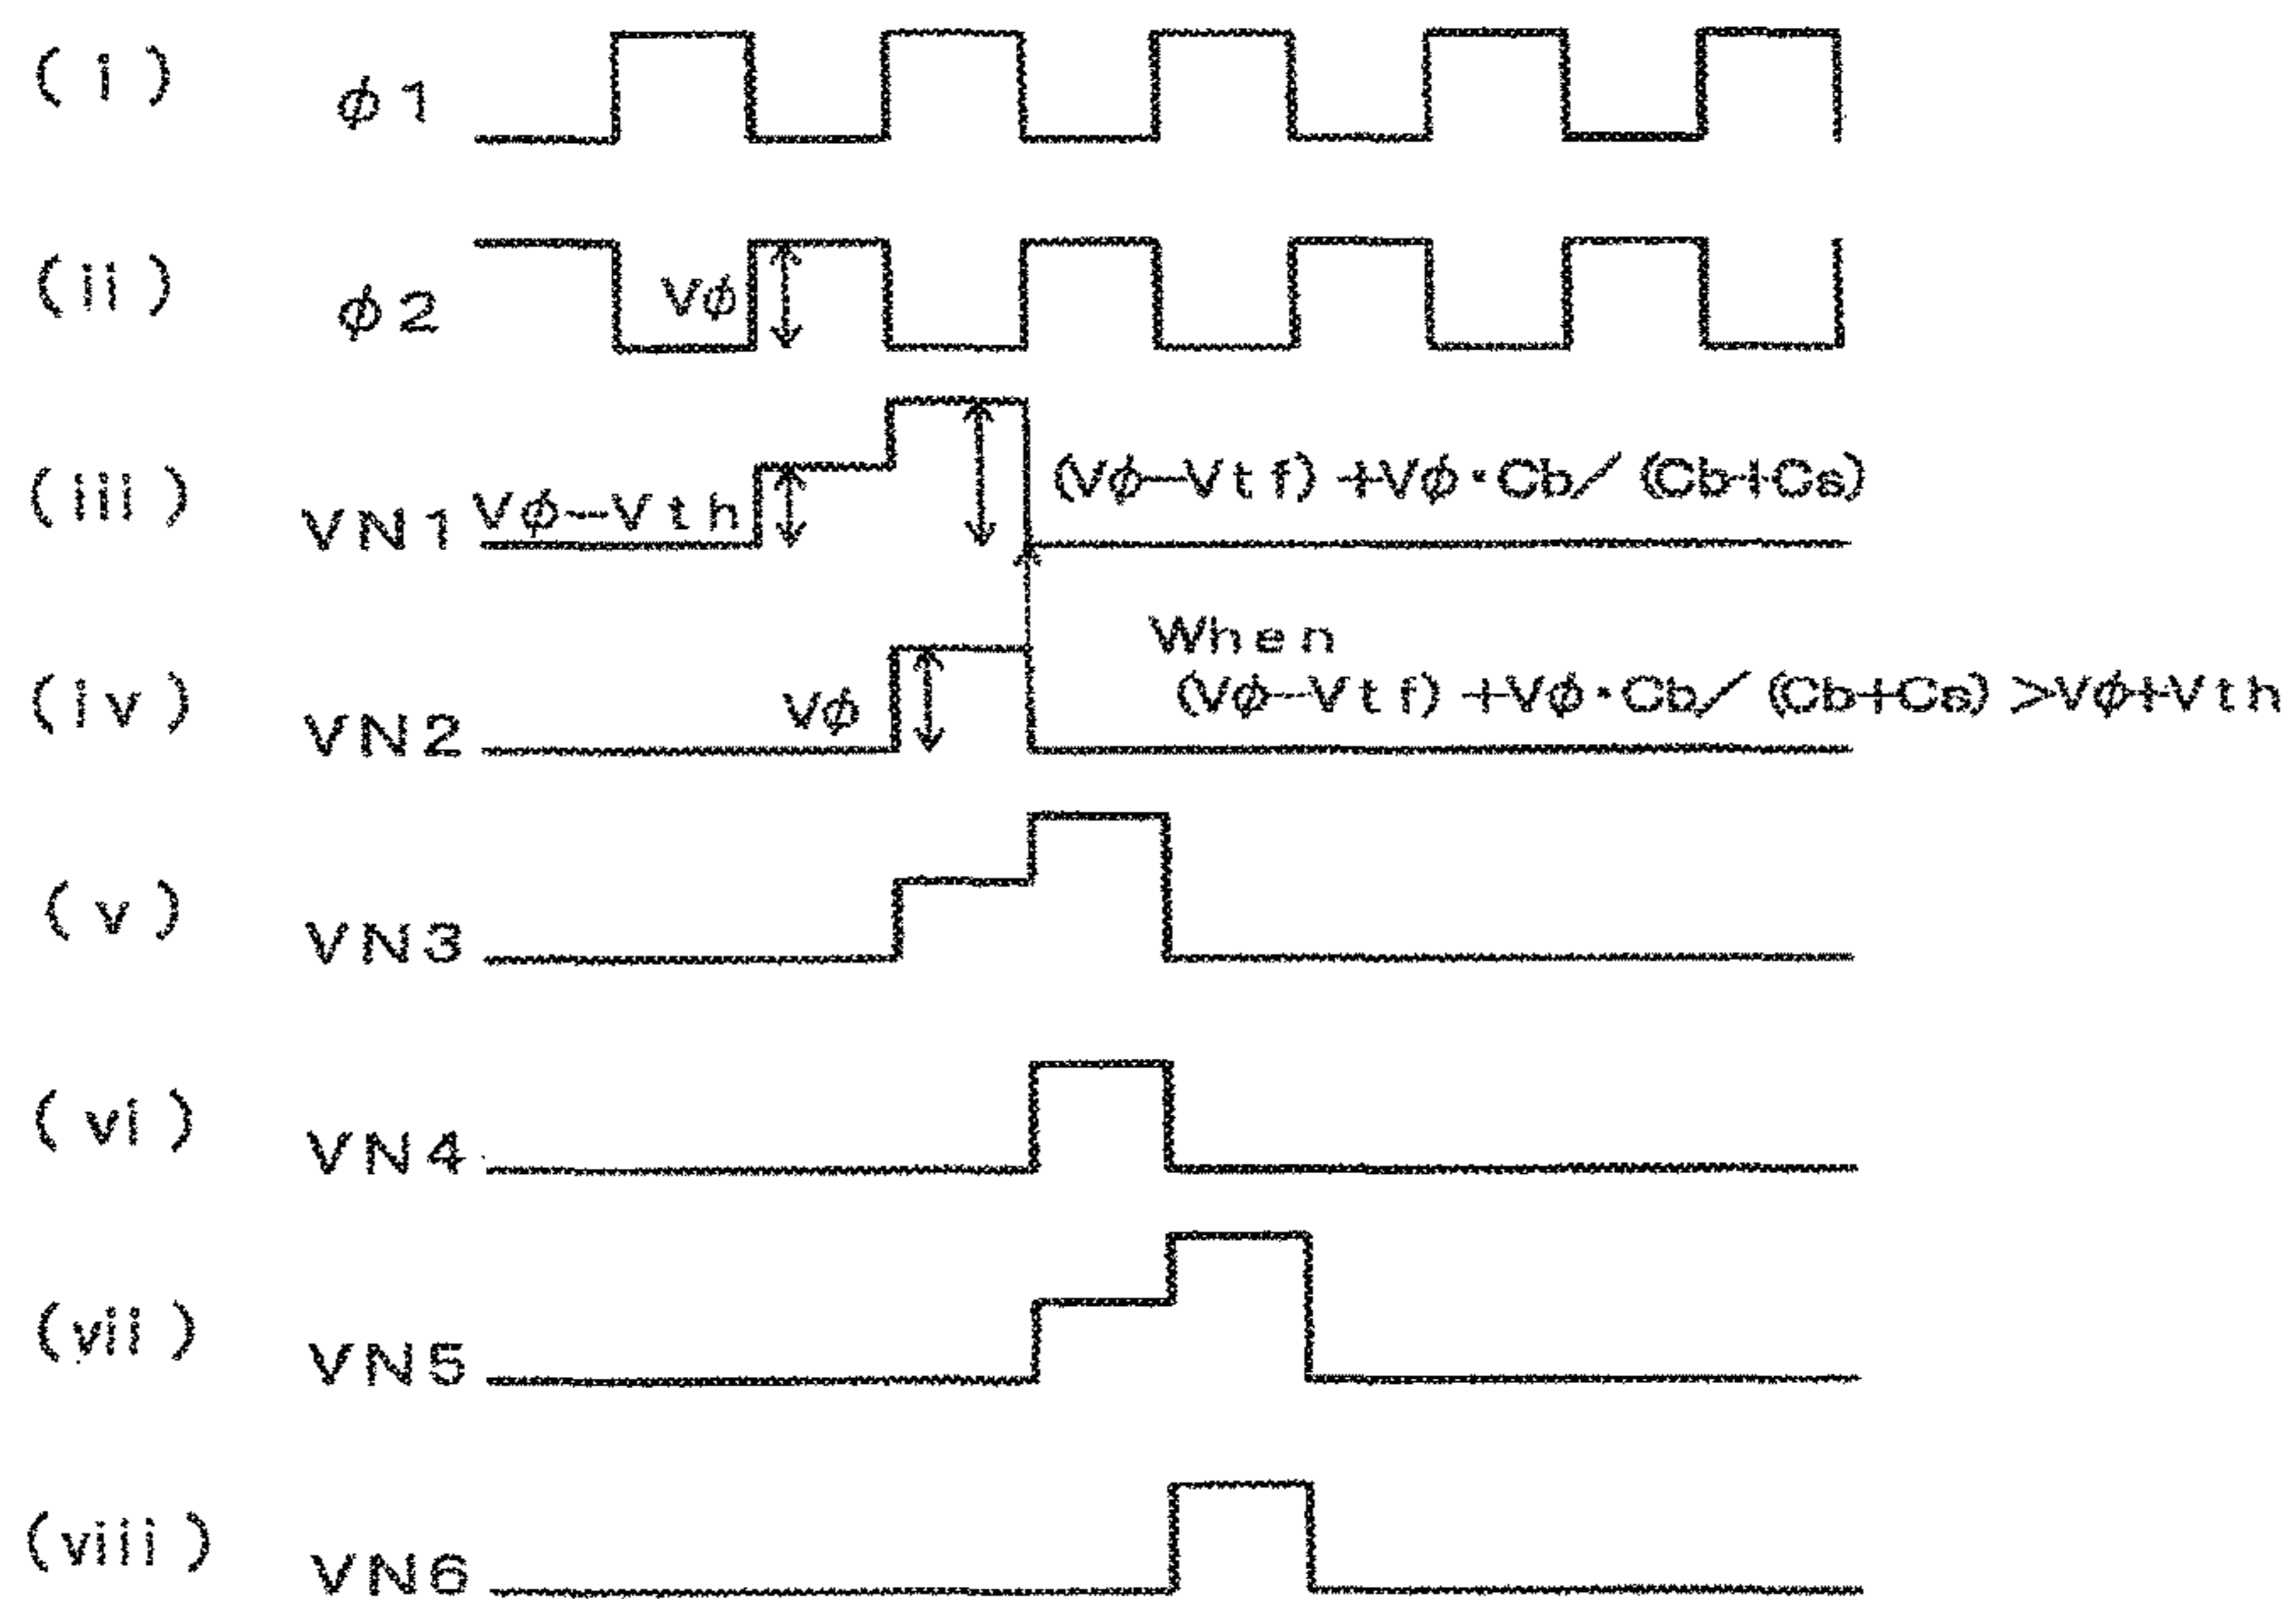 (i) φ1
(ii) φ2 Vφ
(iii) VN1 Vφ-Vth (Vφ-Vtf)+Vφ·Cb/(Cb+Cs)
(iv) VN2 Vφ When
(Vφ-Vtf)+Vφ·Cb/(Cb+Cs)>Vφ+Vth
(v) VN3
(vi) VN4
(vii) VN5
(viii) VN6